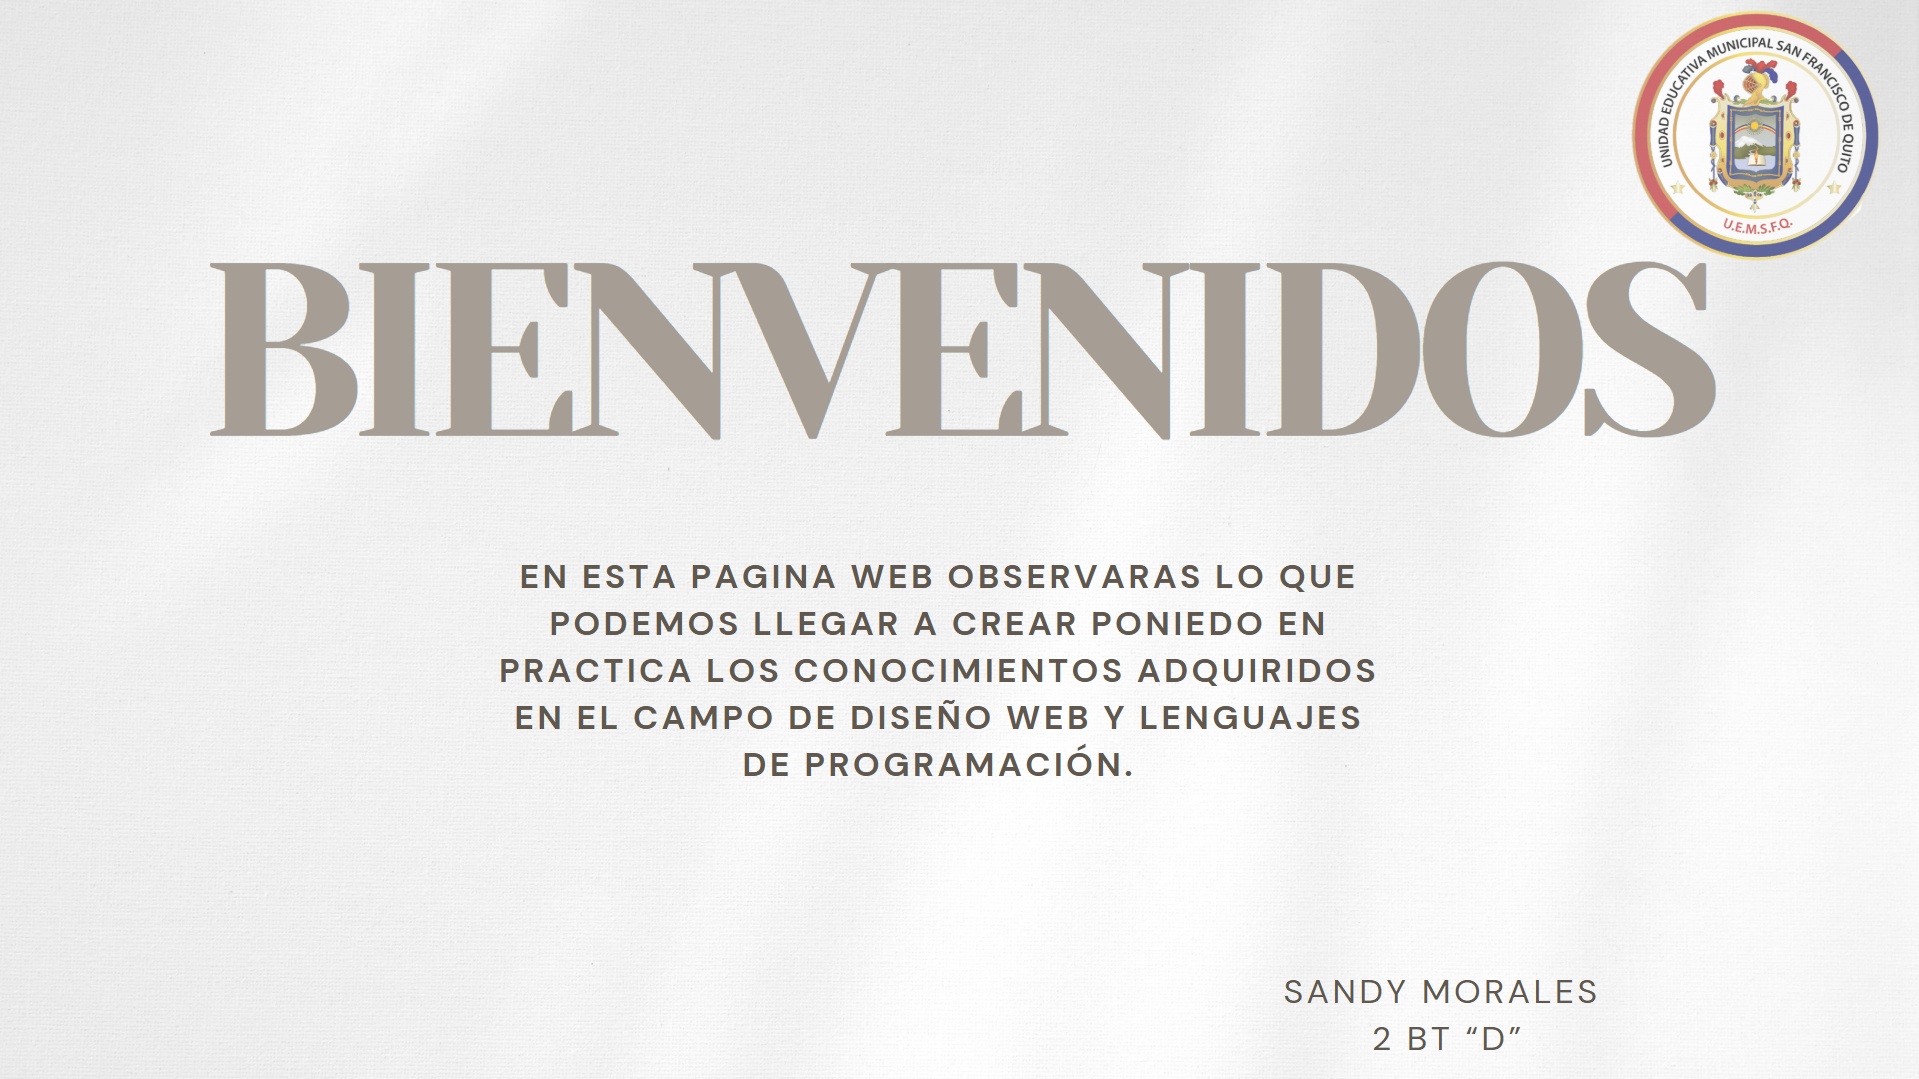 UNIDAD EDUCATIVA MUNICIPAL SAN FRANCISCO DE QUITO
U.E.M.S.F.Q.
BIENVENIDOS
EN ESTA PAGINA WEB OBSERVARAS LO QUE
PODEMOS LLEGAR A CREAR PONIEDO EN
PRACTICA LOS CONOCIMIENTOS ADQUIRIDOS
EN EL CAMPO DE DISEÑO WEB Y LENGUAJES
DE PROGRAMACIÓN.
SANDY MORALES
2 BT “D”